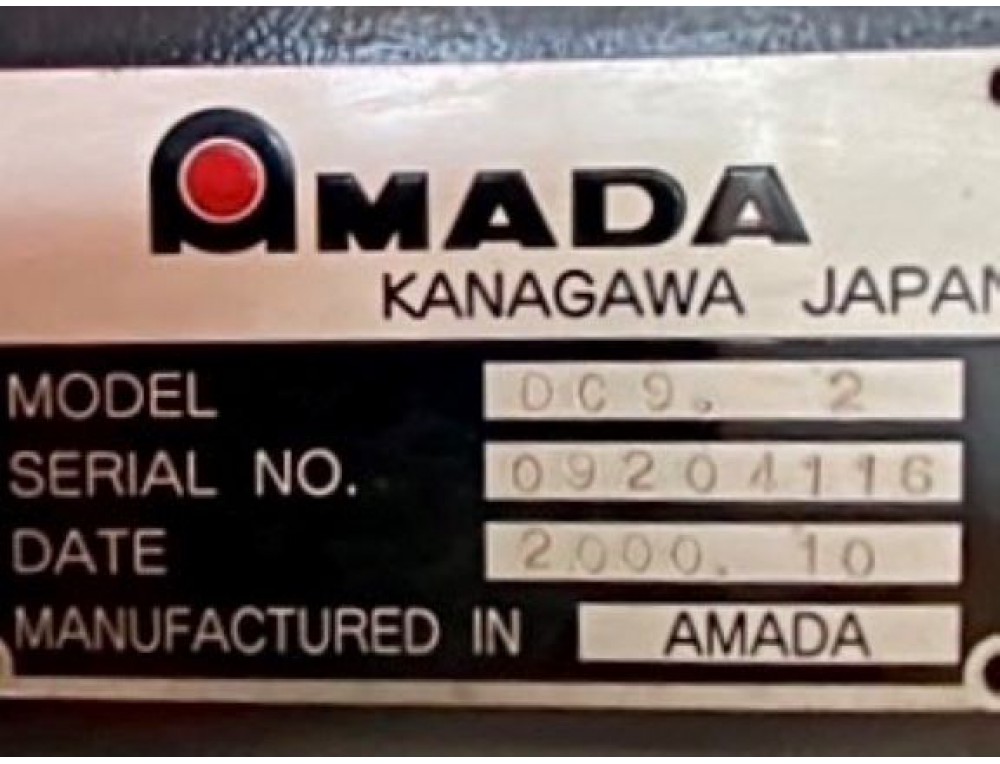 AMADA
KANAGAWA JAPAN
MODEL DC9. 2
SERIAL NO. 09204116
DATE 2000. 10
MANUFACTURED IN AMADA